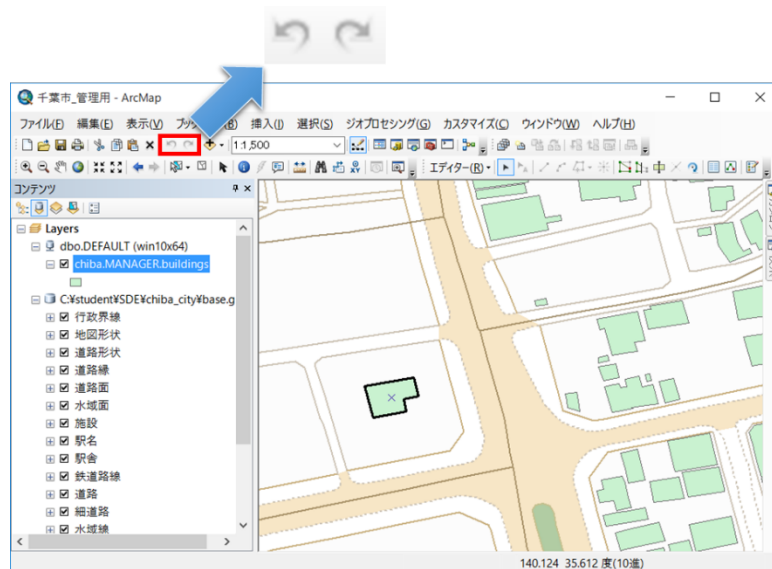 千葉市_管理用 - ArcMap
ファイル(F) 編集(E) 表示(V) ブック (B) 挿入(I) 選択(S) ジオプロセシング(G) カスタマイズ(C) ウィンドウ(W) ヘルプ(H)
1:1,500
エディター(R)
コンテンツ
Layers
dbo.DEFAULT (win10x64)
chiba.MANAGER.buildings
C:¥student¥SDE¥chiba_city¥base.g
行政界線
地図形状
道路形状
道路縁
道路面
水域面
施設
駅名
駅舎
鉄道路線
道路
細道路
水域線
140.124 35.612 度(10進)